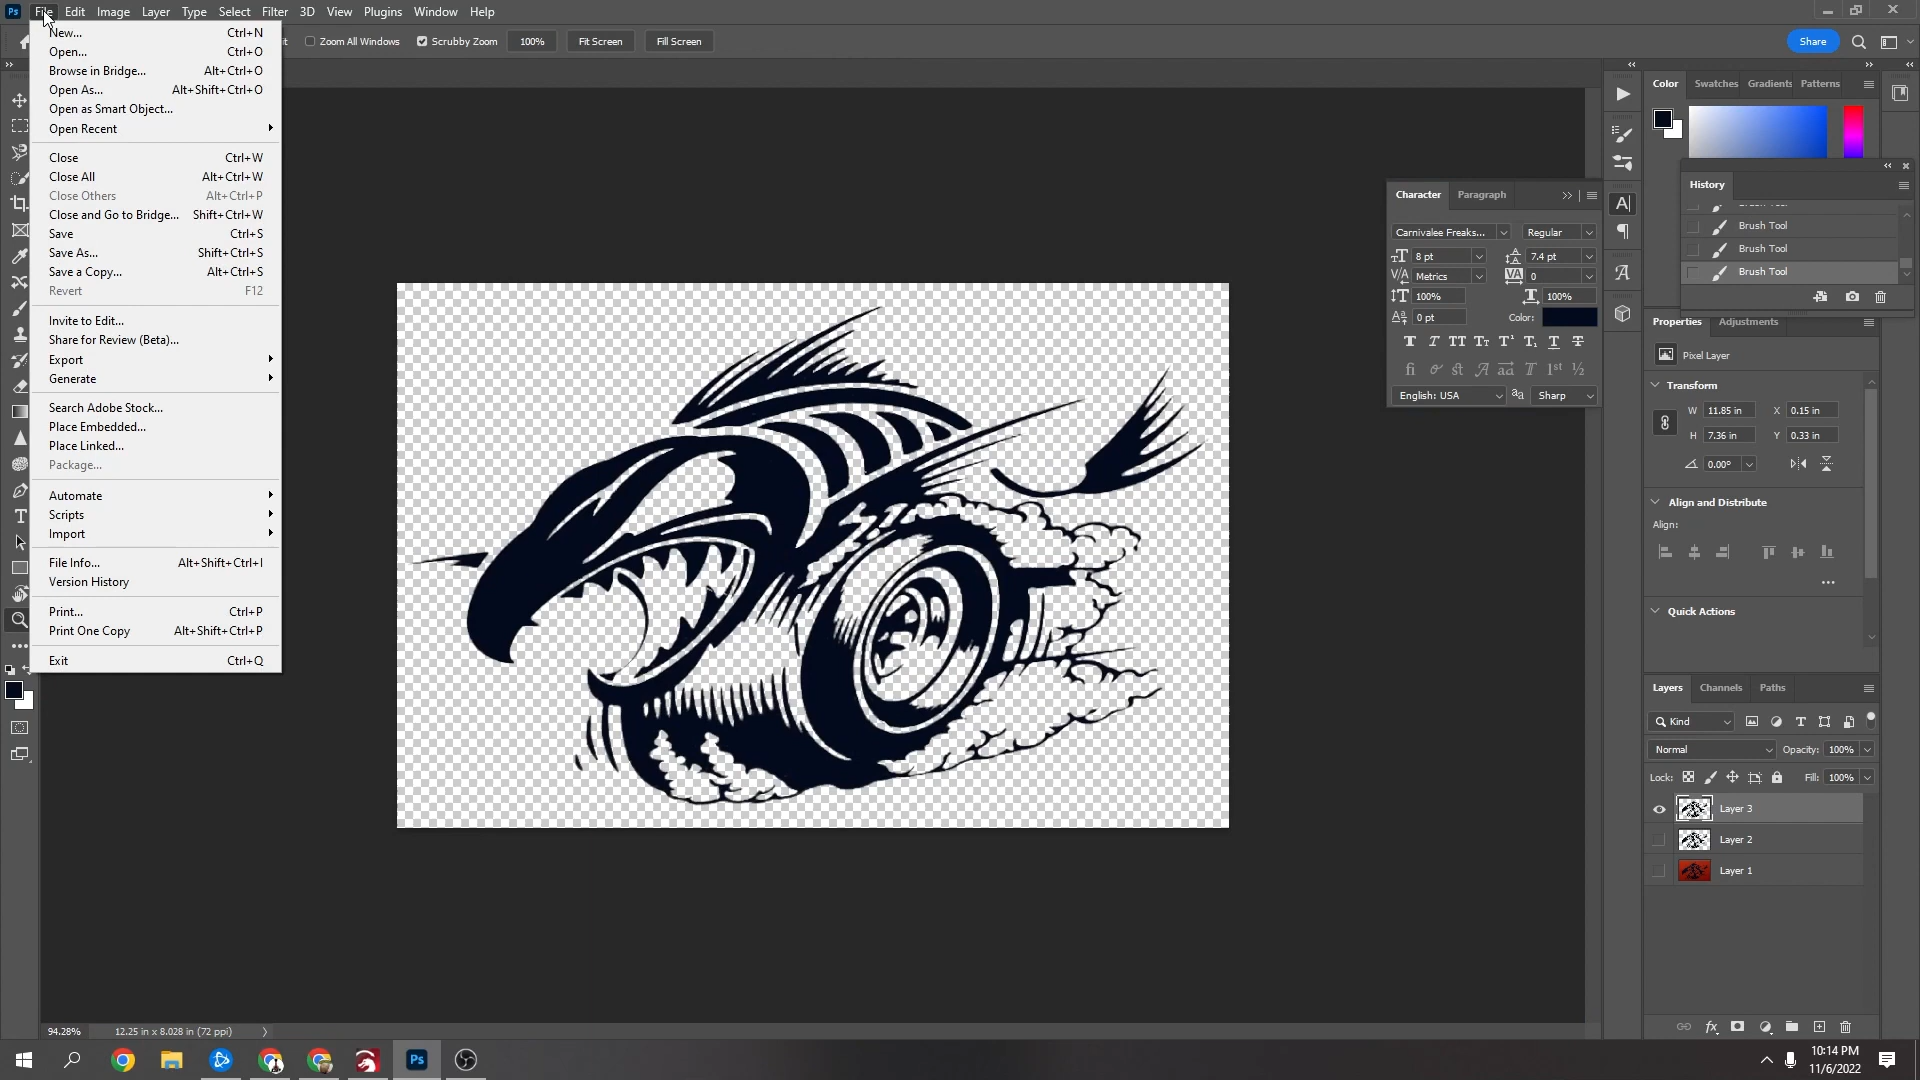 Ps File Edit Image Layer Type Select Filter 3D View Plugins Window Help
Zoom All Windows Scrubby Zoom 100% Fit Screen Fill Screen Share
New... Ctrl+N
Open... Ctrl+O
Browse in Bridge... Alt+Ctrl+O
Open As... Alt+Shift+Ctrl+O
Open as Smart Object...
Open Recent
Close Ctrl+W
Close All Alt+Ctrl+W
Close Others Alt+Ctrl+P
Close and Go to Bridge... Shift+Ctrl+W
Save Ctrl+S
Save As... Shift+Ctrl+S
Save a Copy... Alt+Ctrl+S
Revert F12
Invite to Edit...
Share for Review (Beta)...
Export
Generate
Search Adobe Stock...
Place Embedded...
Place Linked...
Package...
Automate
Scripts
Import
File Info... Alt+Shift+Ctrl+I
Version History
Print... Ctrl+P
Print One Copy Alt+Shift+Ctrl+P
Exit Ctrl+Q
Character Paragraph
Carnivalee Freaks... Regular
8 pt 7.4 pt
Metrics 0
100% 100%
0 pt Color:
English: USA Sharp
Color Swatches Gradients Patterns
History
Brush Tool
Brush Tool
Brush Tool
Properties Adjustments
Pixel Layer
Transform
W 11.85 in X 0.15 in
H 7.36 in Y 0.33 in
0.00°
Align and Distribute
Align:
Quick Actions
Layers Channels Paths
Kind
Normal Opacity: 100%
Lock: Fill: 100%
Layer 3
Layer 2
Layer 1
94.28% 12.25 in x 8.028 in (72 ppi)
Ps
10:14 PM
11/6/2022